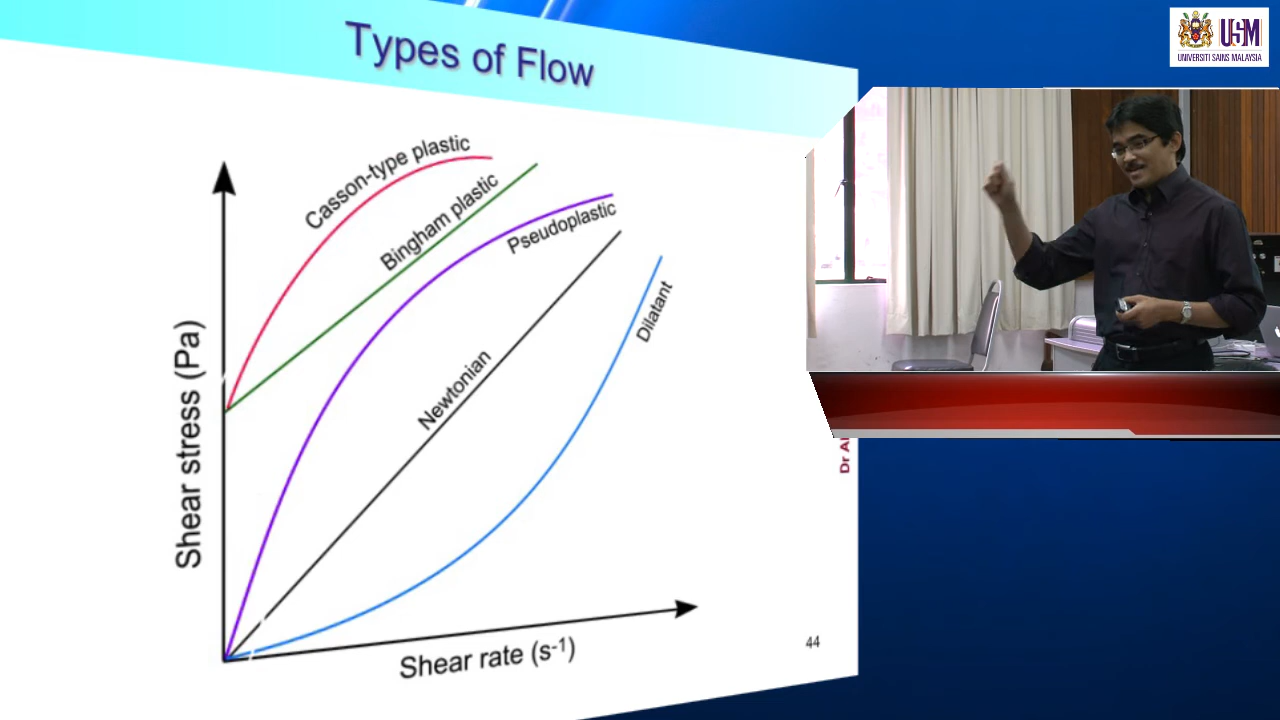 Types of Flow
USM
UNIVERSITI SAINS MALAYSIA
Casson-type plastic
Bingham plastic
Pseudoplastic
Newtonian
Dilatant
Shear stress (Pa)
Shear rate (s-1)
Dr
44